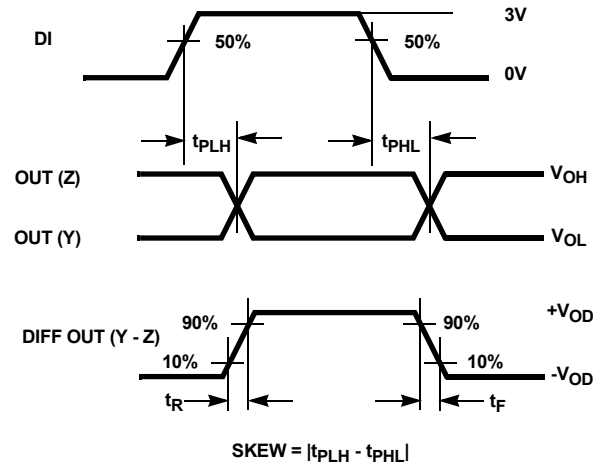 3V
DI
50%
50%
0V
tPLH
tPHL
OUT (Z)
VOH
OUT (Y)
VOL
+VOD
90%
90%
DIFF OUT (Y - Z)
10%
10%
-VOD
tR
tF
SKEW = |tPLH - tPHL|